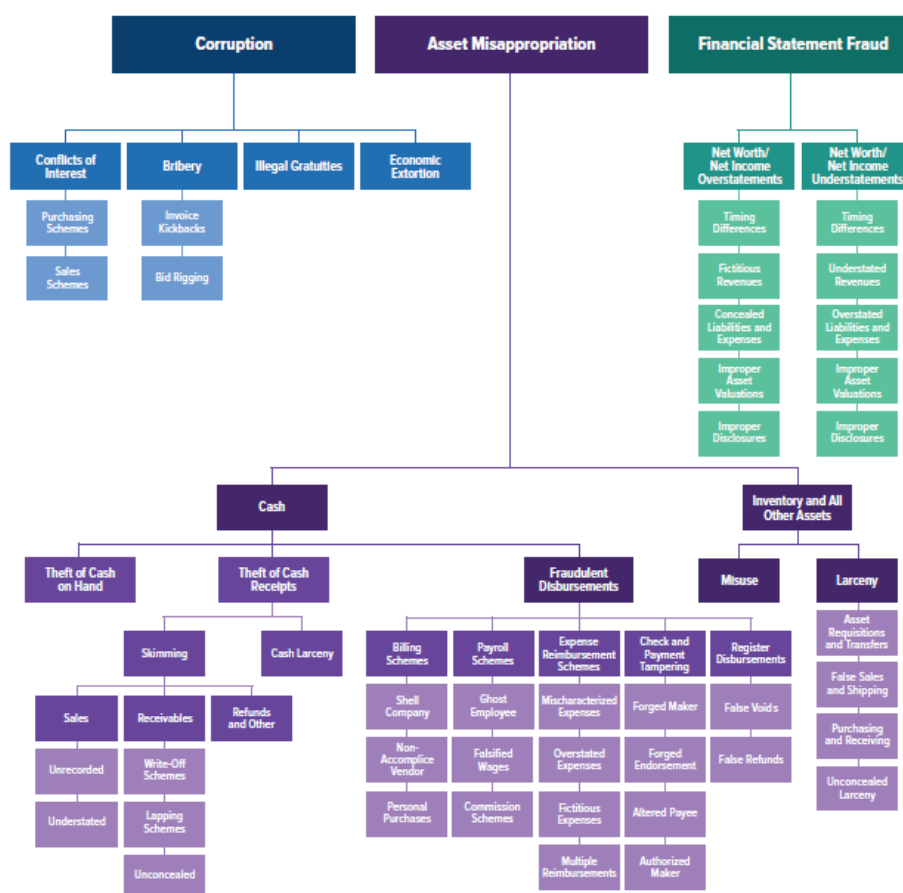 Corruption
Asset Misappropriation
Financial Statement Fraud
Conflicts of
Interest
Bribery
Illegal Gratuities
Economic
Extortion
Net Worth/
Net Income
Overstatements
Net Worth/
Net Income
Understatements
Purchasing
Schemes
Invoice
Kickbacks
Timing
Differences
Timing
Differences
Sales
Schemes
Bid Rigging
Fictitious
Revenues
Understated
Revenues
Concealed
Liabilities and
Expenses
Overstated
Liabilities and
Expenses
Improper
Asset
Valuations
Improper
Asset
Valuations
Improper
Disclosures
Improper
Disclosures
Cash
Inventory and All
Other Assets
Theft of Cash
on Hand
Theft of Cash
Receipts
Fraudulent
Disbursements
Misuse
Larceny
Skimming
Cash Larceny
Billing
Schemes
Payroll
Schemes
Expense
Reimbursement
Schemes
Check and
Payment
Tampering
Register
Disbursements
Asset
Requisitions
and Transfers
Sales
Receivables
Refunds
and Other
Shell
Company
Ghost
Employee
Mischaracterized
Expenses
Forged Maker
False Voids
False Sales
and Shipping
Unrecorded
Write-Off
Schemes
Non-
Accomplice
Vendor
Falsified
Wages
Overstated
Expenses
Forged
Endorsement
False Refunds
Purchasing
and Receiving
Understated
Lapping
Schemes
Personal
Purchases
Commission
Schemes
Fictitious
Expenses
Altered Payee
Unconcealed
Larceny
Unconcealed
Multiple
Reimbursements
Authorized
Maker